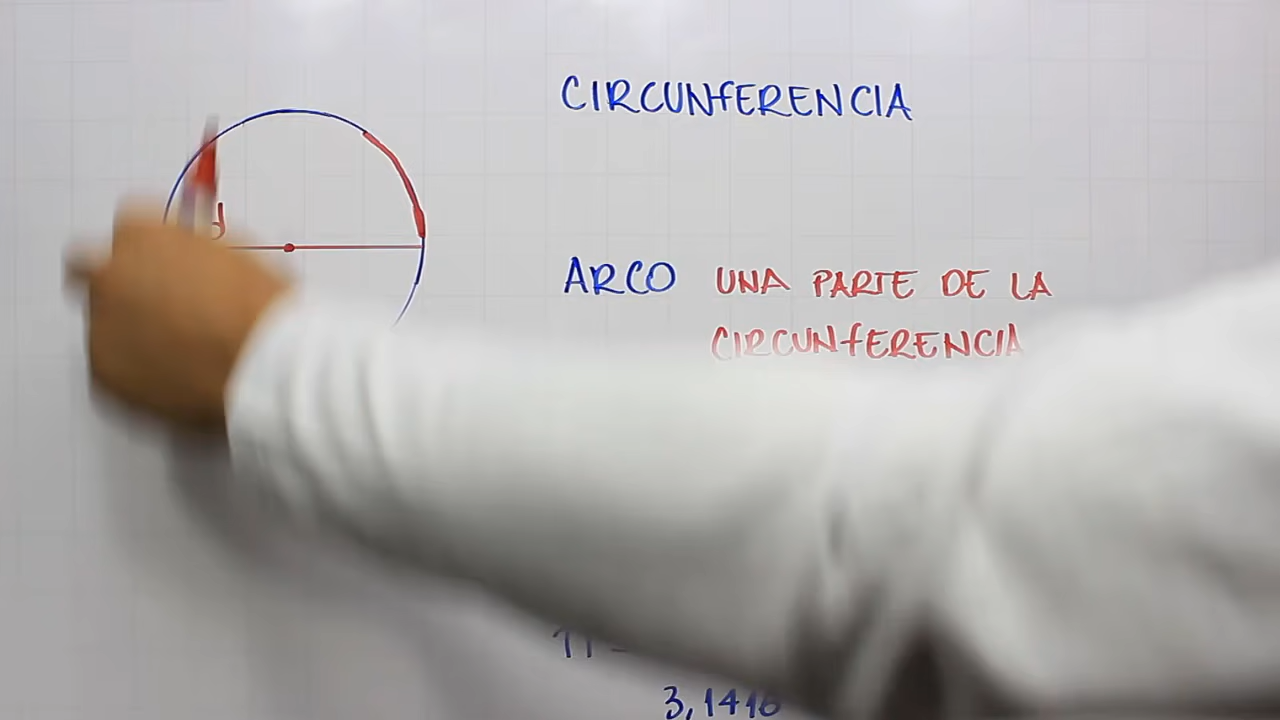 CIRCUNFERENCIA
d
ARCO UNA PARTE DE LA
CIRCUNFERENCIA
π =
3,1416